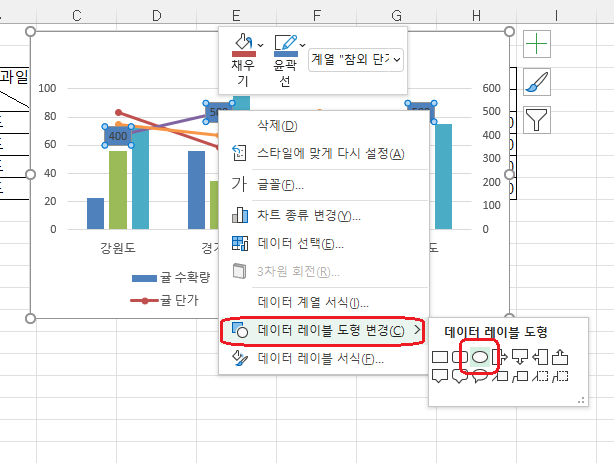 C D E F G H I
과일
채우기
윤곽선
계열 "참외 단가
100
80
60
40
20
0
600
500
400
300
200
100
0
400
500
500
강원도
경기
도
귤 수확량
귤 단가
삭제(D)
스타일에 맞게 다시 설정(A)
가 글꼴(F)...
차트 종류 변경(Y)...
데이터 선택(E)...
3차원 회전(R)...
데이터 계열 서식(I)...
데이터 레이블 도형 변경(C)
데이터 레이블 서식(F)...
데이터 레이블 도형